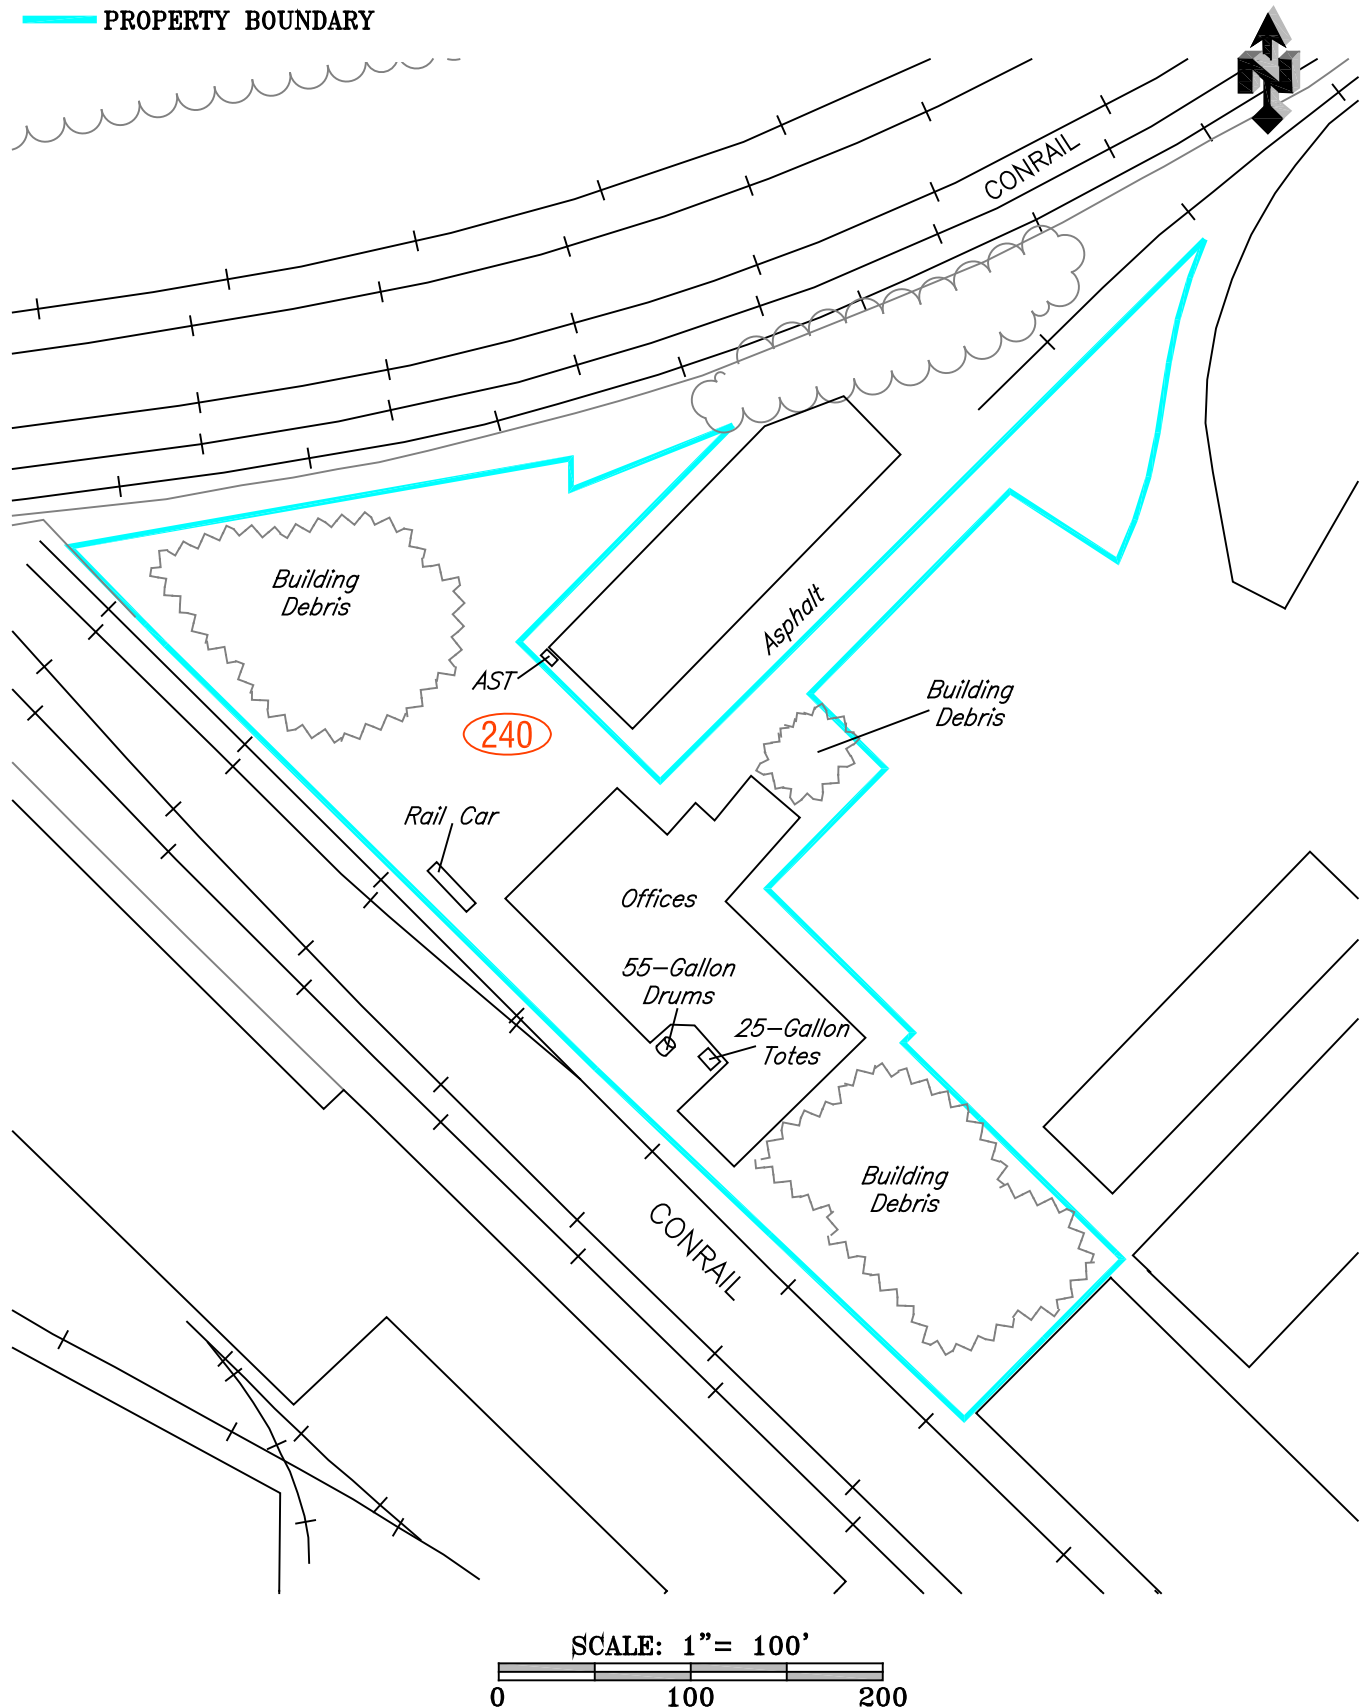 PROPERTY BOUNDARY
N
CONRAIL
Building
Debris
Asphalt
AST
240
Building
Debris
Rail Car
Offices
55-Gallon
Drums
25-Gallon
Totes
Building
Debris
CONRAIL
SCALE: 1"= 100'
0 100 200